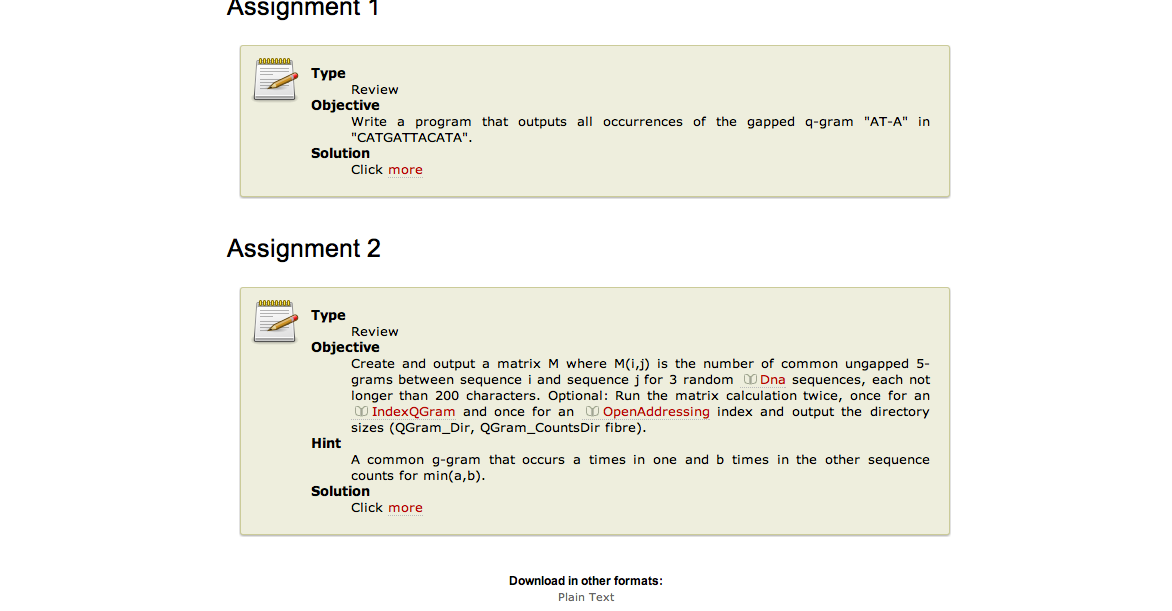 Assignment 1
Type
Review
Objective
Write a program that outputs all occurrences of the gapped q-gram "AT-A" in
"CATGATTACATA".
Solution
Click more
Assignment 2
Type
Review
Objective
Create and output a matrix M where M(i,j) is the number of common ungapped 5-
grams between sequence i and sequence j for 3 random Dna sequences, each not
longer than 200 characters. Optional: Run the matrix calculation twice, once for an
IndexQGram and once for an OpenAddressing index and output the directory
sizes (QGram_Dir, QGram_CountsDir fibre).
Hint
A common g-gram that occurs a times in one and b times in the other sequence
counts for min(a,b).
Solution
Click more
Download in other formats:
Plain Text